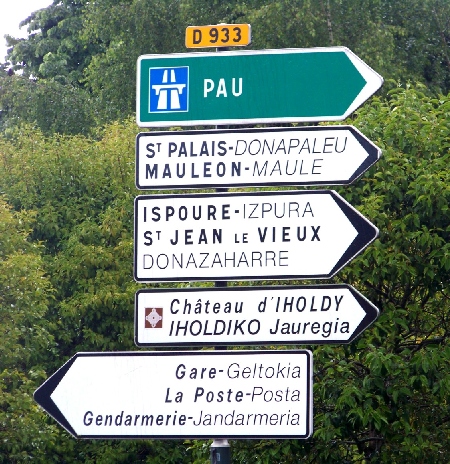 D 933
PAU
ST PALAIS-DONAPALEU
MAULEON-MAULE
ISPOURE-IZPURA
ST JEAN LE VIEUX
DONAZAHARRE
Château d'IHOLDY
IHOLDIKO Jauregia
Gare-Geltokia
La Poste-Posta
Gendarmerie-Jandarmeria